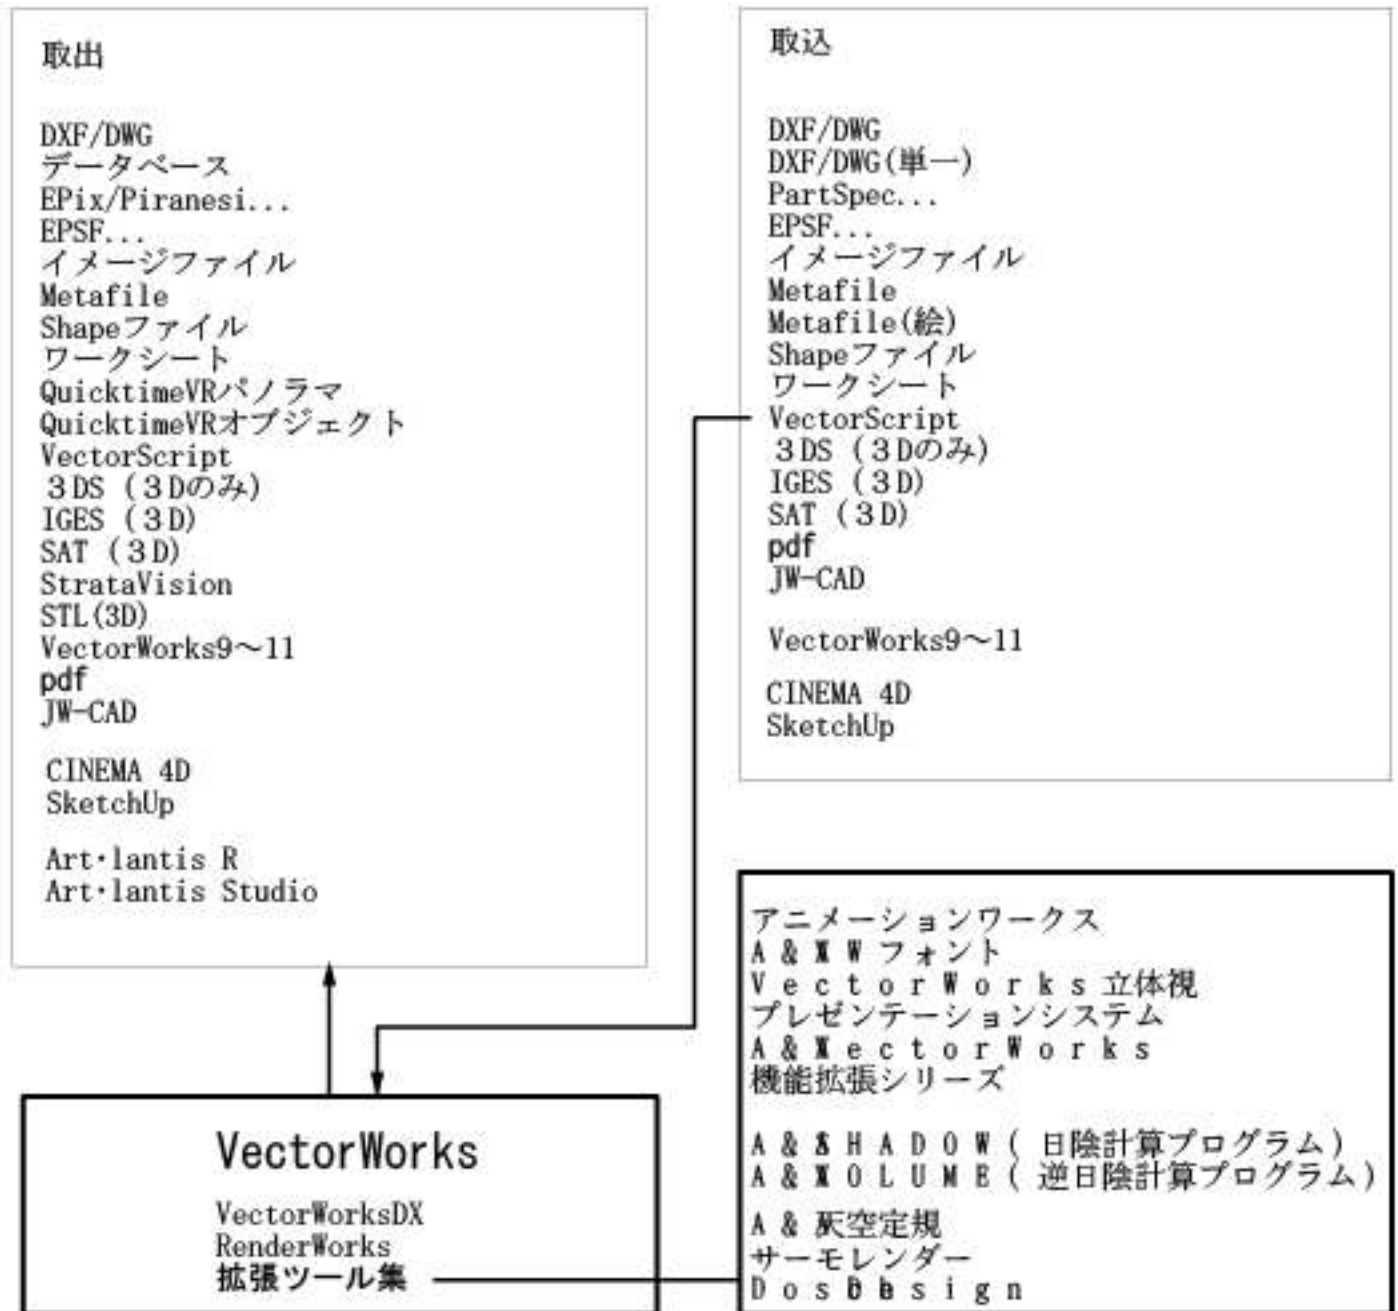 取出
DXF/DWG
データベース
EPix/Piranesi...
EPSF...
イメージファイル
Metafile
Shapeファイル
ワークシート
QuicktimeVRパノラマ
QuicktimeVRオブジェクト
VectorScript
３DS (３Dのみ)
IGES (３D)
SAT (３D)
StrataVision
STL(3D)
VectorWorks9～11
pdf
JW-CAD
CINEMA 4D
SketchUp
Art・lantis R
Art・lantis Studio
取込
DXF/DWG
DXF/DWG(単一)
PartSpec...
EPSF...
イメージファイル
Metafile
Metafile(絵)
Shapeファイル
ワークシート
VectorScript
３DS (３Dのみ)
IGES (３D)
SAT (３D)
pdf
JW-CAD
VectorWorks9～11
CINEMA 4D
SketchUp
VectorWorks
VectorWorksDX
RenderWorks
拡張ツール集
アニメーションワークス
A& フォント
VectorWorks立体視
プレゼンテーションシステム
A&
機能拡張シリーズ
A& (日陰計算プログラム)
A& (逆日陰計算プログラム)
A& 天空定規
サーモレンダー